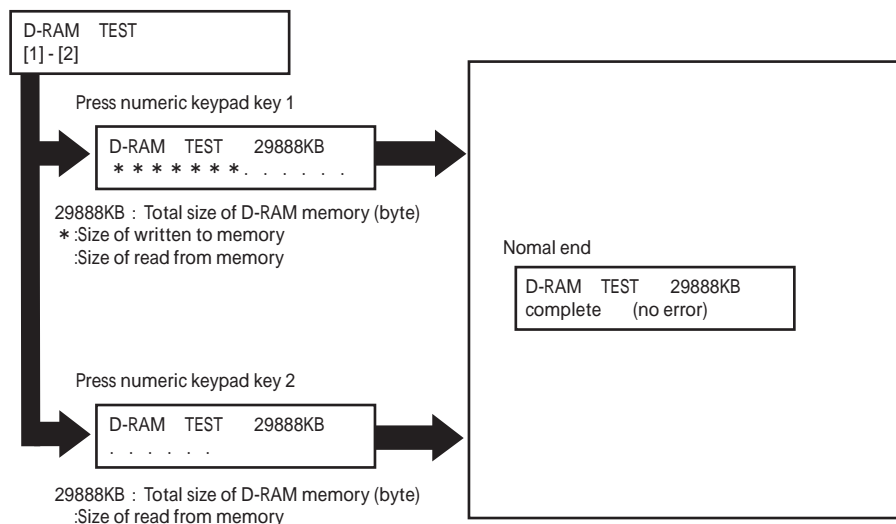 D-RAM TEST
[1] - [2]
Press numeric keypad key 1
D-RAM TEST 29888KB
* * * * * * * . . . . . .
29888KB : Total size of D-RAM memory (byte)
* :Size of written to memory
:Size of read from memory
Nomal end
D-RAM TEST 29888KB
complete (no error)
Press numeric keypad key 2
D-RAM TEST 29888KB
. . . . . .
29888KB : Total size of D-RAM memory (byte)
:Size of read from memory